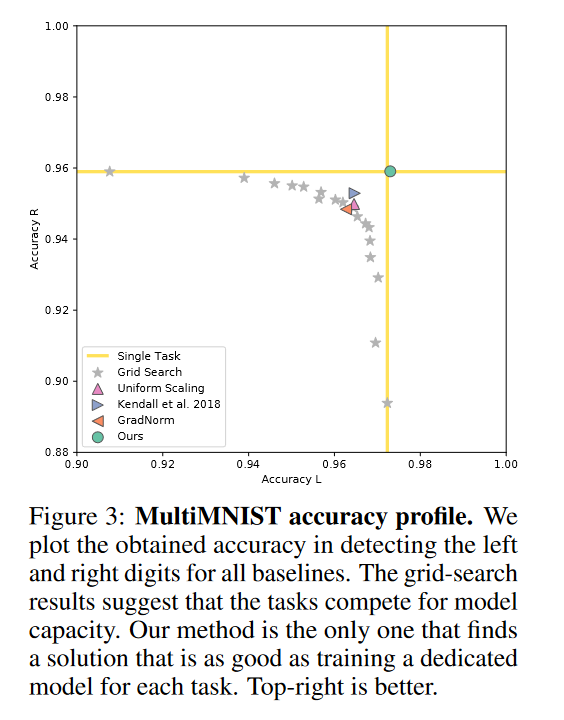 1.00
0.98
0.96
0.94
0.92
0.90
0.88
Accuracy R
Single Task
Grid Search
Uniform Scaling
Kendall et al. 2018
GradNorm
Ours
0.90 0.92 0.94 0.96 0.98 1.00
Accuracy L
Figure 3: MultiMNIST accuracy profile. We
plot the obtained accuracy in detecting the left
and right digits for all baselines. The grid-search
results suggest that the tasks compete for model
capacity. Our method is the only one that finds
a solution that is as good as training a dedicated
model for each task. Top-right is better.